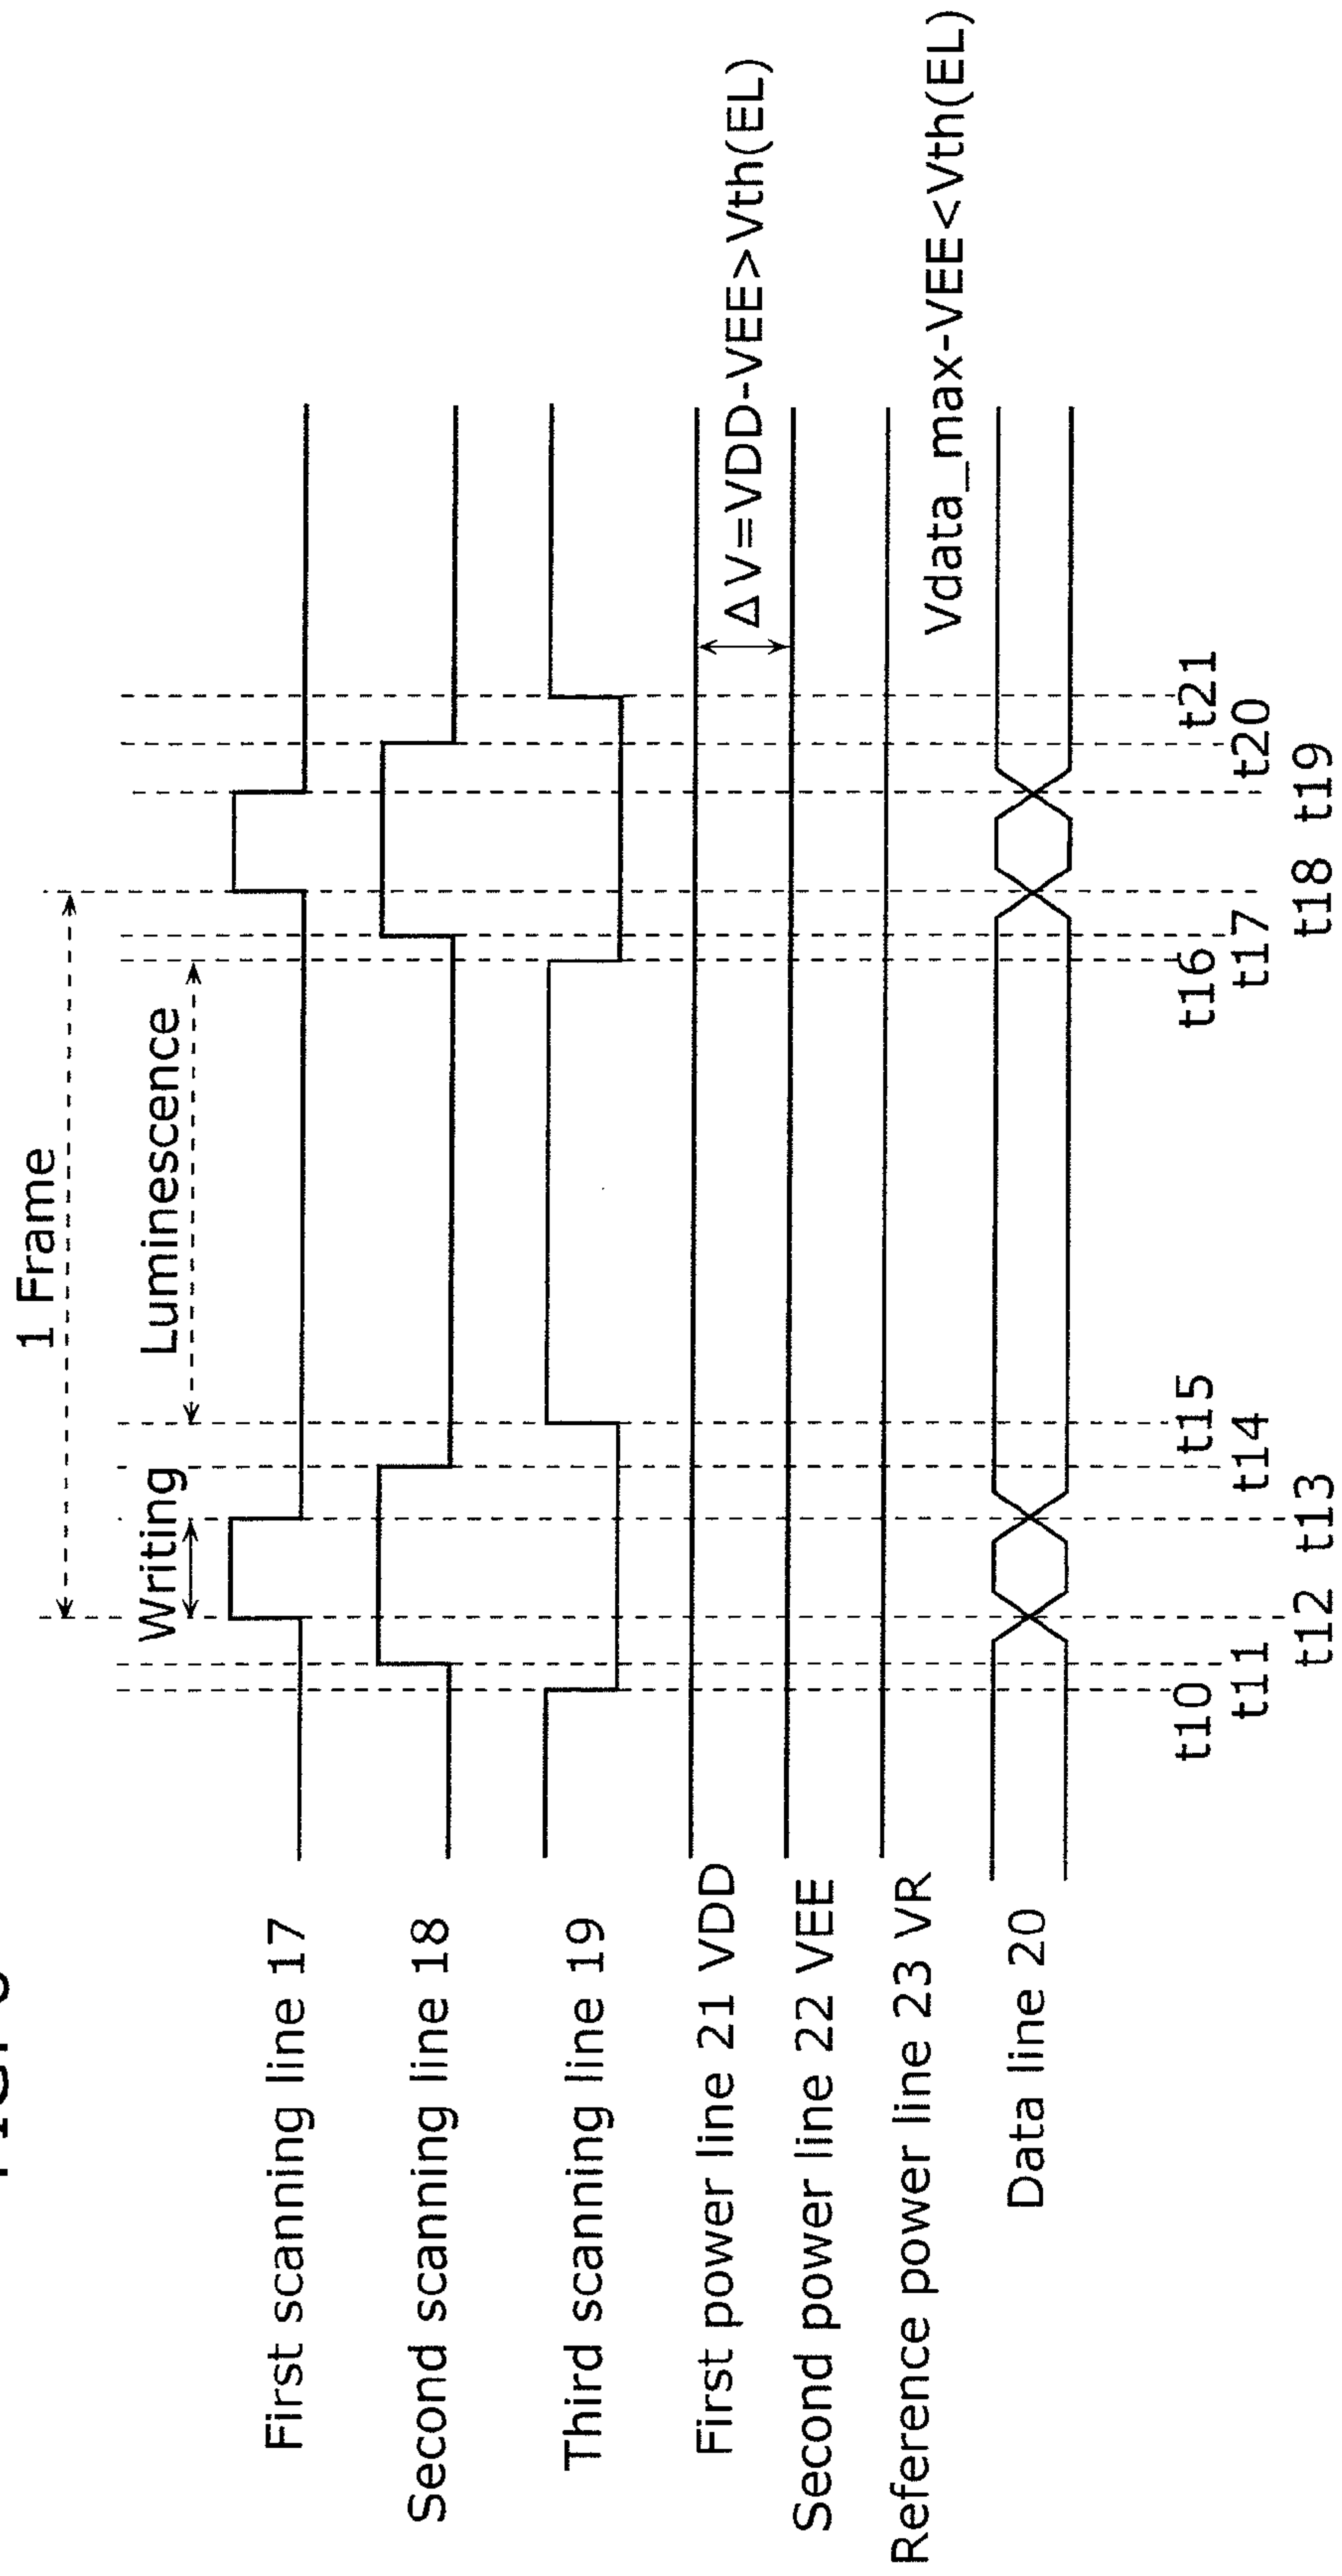 1 Frame
Writing
Luminescence
First scanning line 17
Second scanning line 18
Third scanning line 19
First power line 21 VDD
ΔV=VDD-VEE>Vth(EL)
Second power line 22 VEE
Reference power line 23 VR
Vdata_max-VEE<Vth(EL)
Data line 20
t10 t15 t16 t21
t11 t14 t17 t20
t12 t13 t18 t19